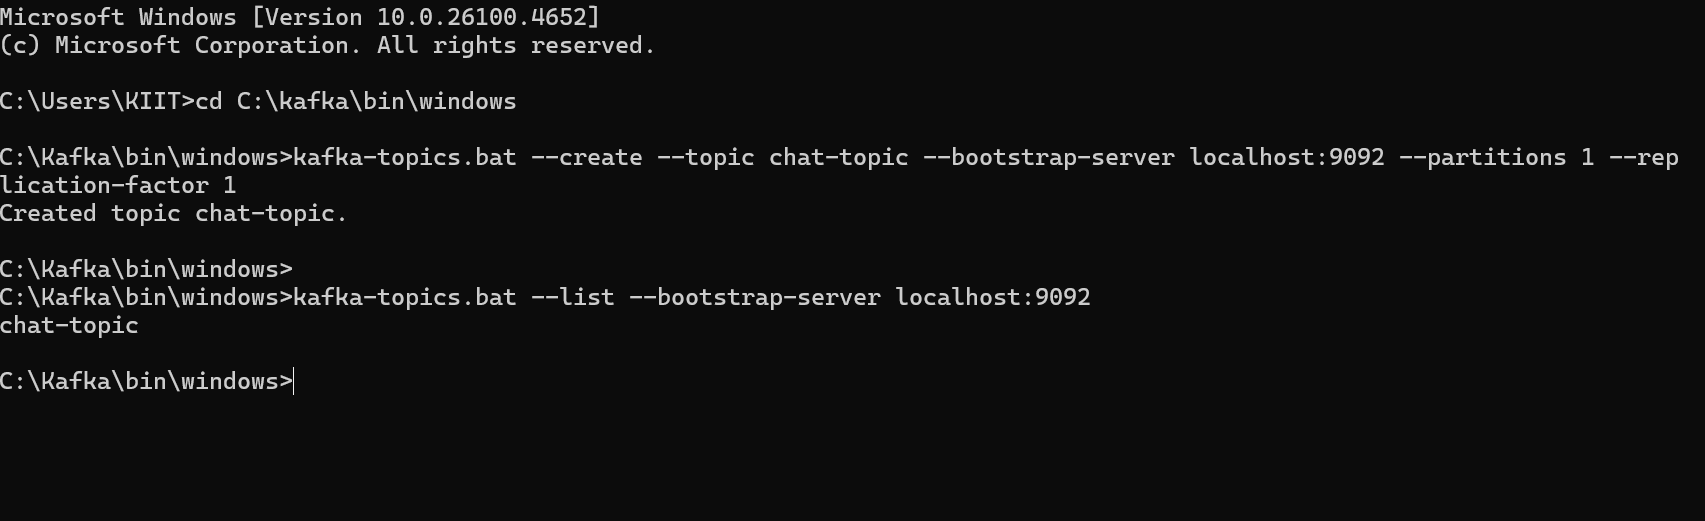 Microsoft Windows [Version 10.0.26100.4652]
(c) Microsoft Corporation. All rights reserved.
C:\Users\KIIT>cd C:\kafka\bin\windows
C:\Kafka\bin\windows>kafka-topics.bat --create --topic chat-topic --bootstrap-server localhost:9092 --partitions 1 --rep
lication-factor 1
Created topic chat-topic.
C:\Kafka\bin\windows>
C:\Kafka\bin\windows>kafka-topics.bat --list --bootstrap-server localhost:9092
chat-topic
C:\Kafka\bin\windows>